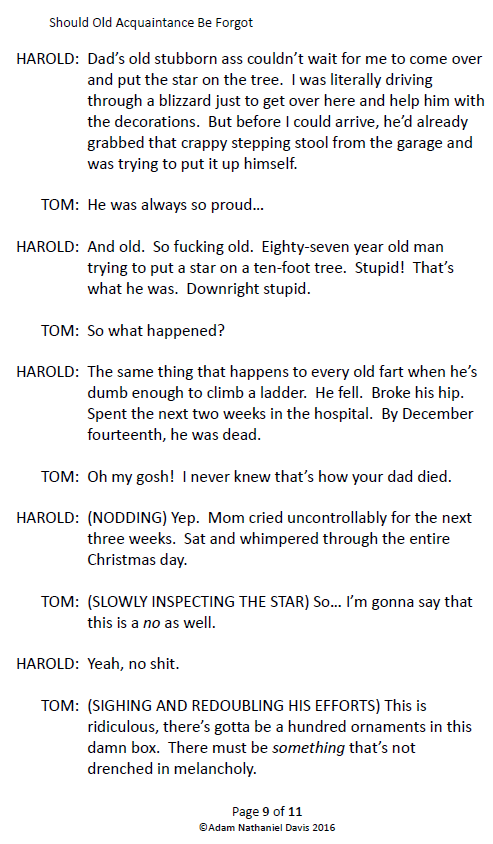 Should Old Acquaintance Be Forgot
HAROLD: Dad’s old stubborn ass couldn’t wait for me to come over
and put the star on the tree.  I was literally driving
through a blizzard just to get over here and help him with
the decorations.  But before I could arrive, he’d already
grabbed that crappy stepping stool from the garage and
was trying to put it up himself.
TOM: He was always so proud…
HAROLD: And old.  So fucking old.  Eighty-seven year old man
trying to put a star on a ten-foot tree.  Stupid!  That’s
what he was.  Downright stupid.
TOM: So what happened?
HAROLD: The same thing that happens to every old fart when he’s
dumb enough to climb a ladder.  He fell.  Broke his hip.
Spent the next two weeks in the hospital.  By December
fourteenth, he was dead.
TOM: Oh my gosh!  I never knew that’s how your dad died.
HAROLD: (NODDING) Yep.  Mom cried uncontrollably for the next
three weeks.  Sat and whimpered through the entire
Christmas day.
TOM: (SLOWLY INSPECTING THE STAR) So… I’m gonna say that
this is a no as well.
HAROLD: Yeah, no shit.
TOM: (SIGHING AND REDOUBLING HIS EFFORTS) This is
ridiculous, there’s gotta be a hundred ornaments in this
damn box.  There must be something that’s not
drenched in melancholy.
Page 9 of 11
©Adam Nathaniel Davis 2016